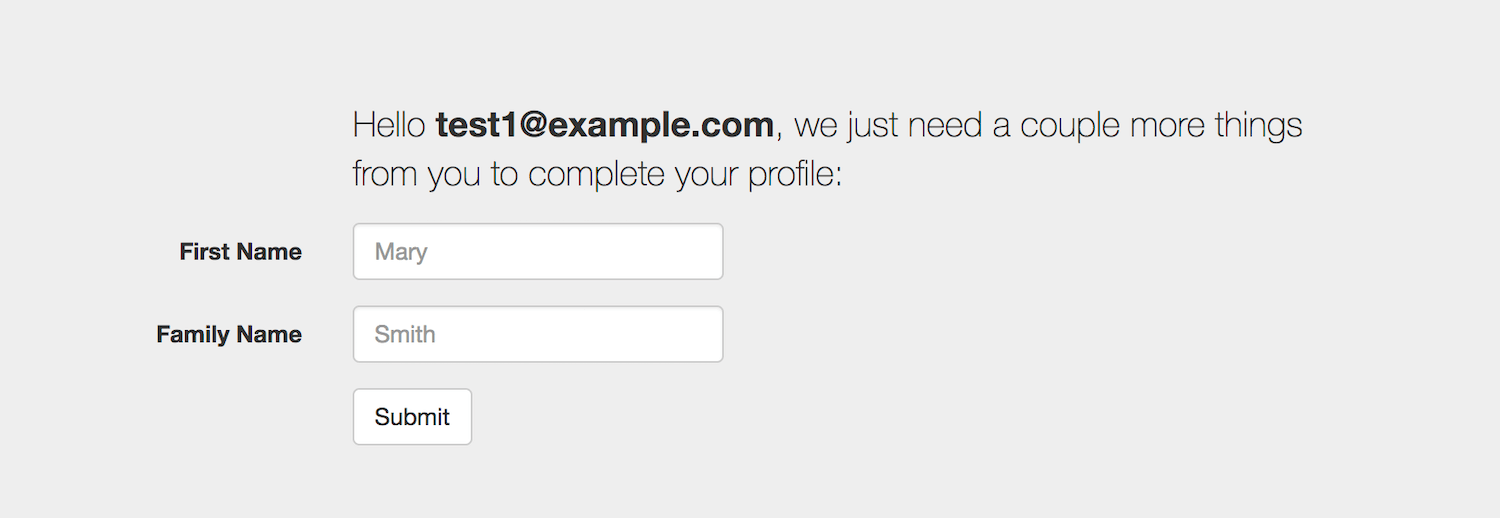 Hello test1@example.com, we just need a couple more things
from you to complete your profile:
First Name
Mary
Family Name
Smith
Submit